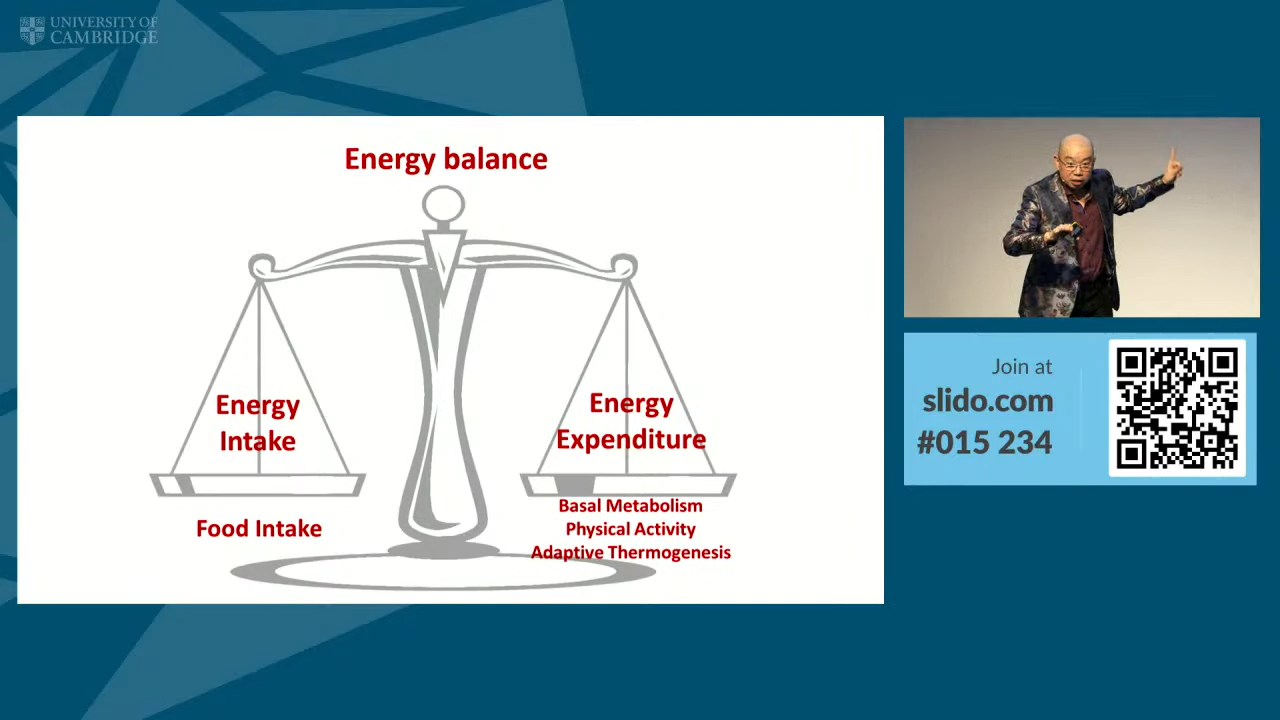 UNIVERSITY OF
CAMBRIDGE
Energy balance
Energy
Intake
Food Intake
Energy
Expenditure
Basal Metabolism
Physical Activity
Adaptive Thermogenesis
Join at
slido.com
#015 234